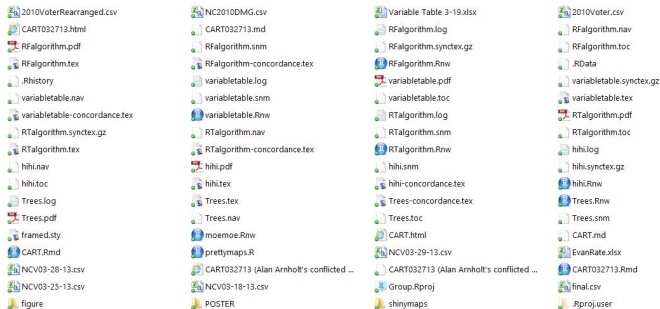 2010VoterRearranged.csv NC2010DMG.csv Variable Table 3-19.xlsx 2010Voter.csv
CART032713.html CART032713.md RFalgorithm.log RFalgorithm.nav
RFalgorithm.pdf RFalgorithm.snm RFalgorithm.synctex.gz RFalgorithm.toc
RFalgorithm.tex RFalgorithm-concordance.tex RFalgorithm.Rnw .RData
.Rhistory variabletable.log variabletable.pdf variabletable.synctex.gz
variabletable.nav variabletable.snm variabletable.toc variabletable.tex
variabletable-concordance.tex variabletable.Rnw RTalgorithm.log RTalgorithm.pdf
RTalgorithm.synctex.gz RTalgorithm.nav RTalgorithm.snm RTalgorithm.toc
RTalgorithm.tex RTalgorithm-concordance.tex RTalgorithm.Rnw hihi.log
hihi.nav hihi.pdf hihi.snm hihi.synctex.gz
hihi.toc hihi.tex hihi-concordance.tex hihi.Rnw
Trees.log Trees.tex Trees-concordance.tex Trees.Rnw
Trees.pdf Trees.nav Trees.toc Trees.snm
framed.sty moemoe.Rnw CART.html CART.md
CART.Rmd prettymaps.R NCV03-29-13.csv EvanRate.xlsx
NCV03-28-13.csv CART032713 (Alan Arnholt's conflicted ... CART032713 (Alan Arnholt's conflicted ... CART032713.Rmd
NCV03-25-13.csv NCV03-18-13.csv Group.Rproj final.csv
figure POSTER shinymaps .Rproj.user